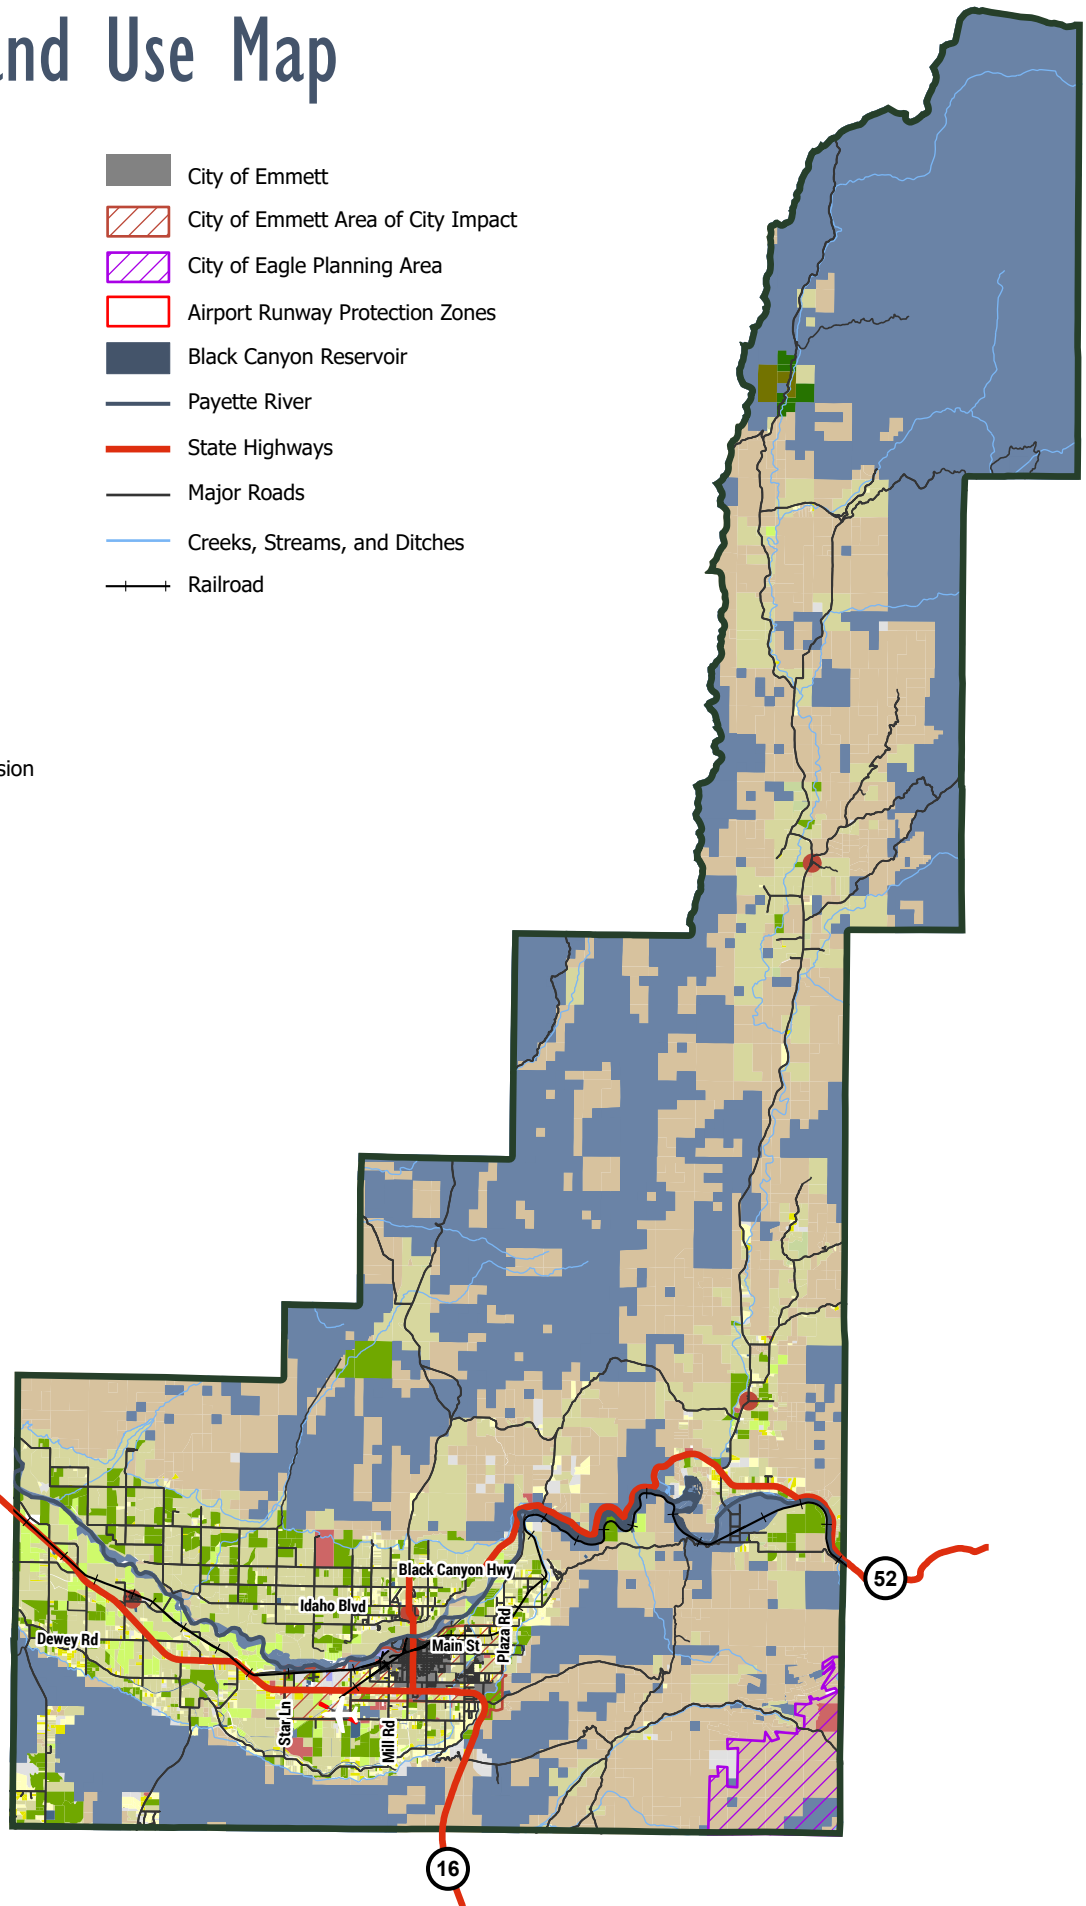 and Use Map
City of Emmett
City of Emmett Area of City Impact
City of Eagle Planning Area
Airport Runway Protection Zones
Black Canyon Reservoir
Payette River
State Highways
Major Roads
Creeks, Streams, and Ditches
Railroad
sion
Black Canyon Hwy
52
Idaho Blvd
Plaza Rd
Dewey Rd
Main St
Star Ln
Mill Rd
16